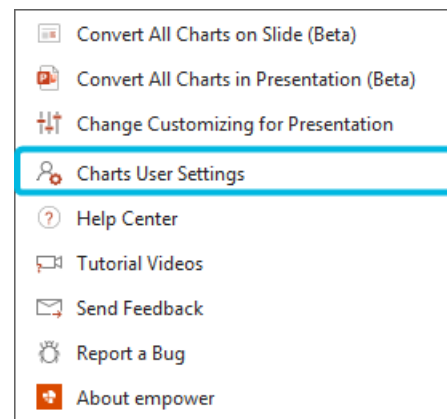 Convert All Charts on Slide (Beta)
Convert All Charts in Presentation (Beta)
Change Customizing for Presentation
Charts User Settings
Help Center
Tutorial Videos
Send Feedback
Report a Bug
About empower